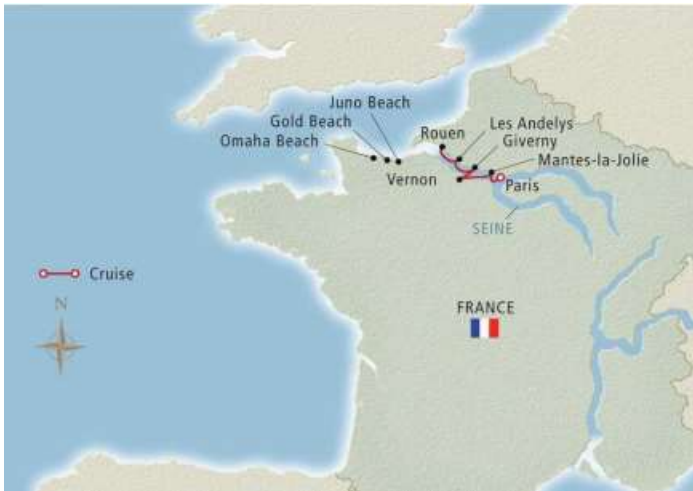 Juno Beach
Gold Beach
Omaha Beach
Rouen
Les Andelys
Giverny
Mantes-la-Jolie
Vernon
Paris
SEINE
Cruise
N
FRANCE